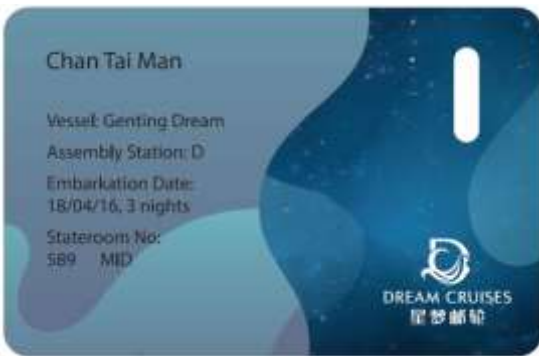 Chan Tai Man
Vessel: Genting Dream
Assembly Station: D
Embarkation Date:
18/04/16, 3 nights
Stateroom No:
589 MID
DREAM CRUISES
星梦邮轮